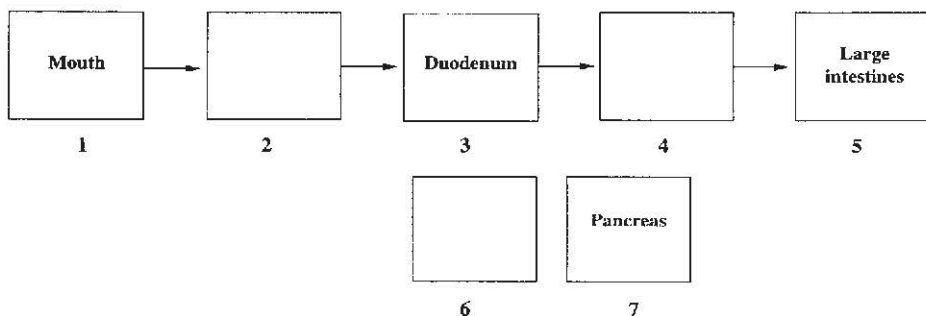 Mouth
Duodenum
Large
intestines
1
2
3
4
5
Pancreas
6
7